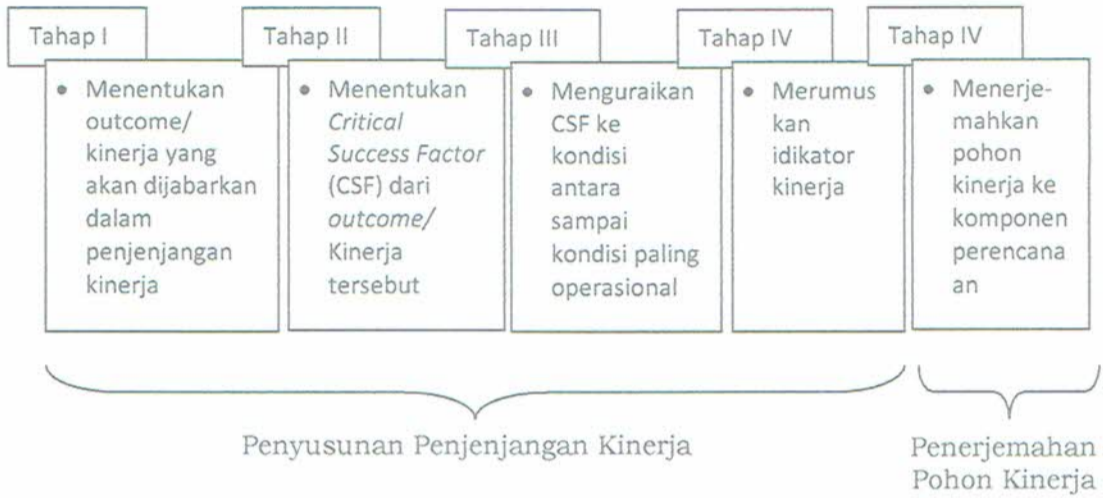 Tahap I
• Menentukan
outcome/
kinerja yang
akan dijabarkan
dalam
penjenjangan
kinerja
Tahap II
• Menentukan
Critical
Success Factor
(CSF) dari
outcome/
Kinerja
tersebut
Tahap III
• Menguraikan
CSF ke
kondisi
antara
sampai
kondisi paling
operasional
Tahap IV
• Merumus
kan
idikator
kinerja
Tahap IV
• Menerje-
mahkan
pohon
kinerja ke
komponen
perencana
an
Penyusunan Penjenjangan Kinerja
Penerjemahan
Pohon Kinerja